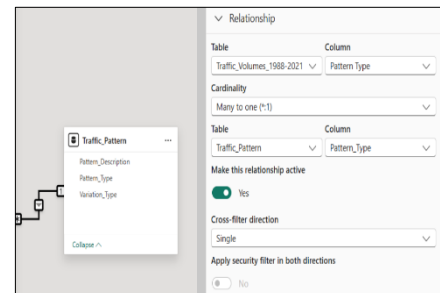 Relationship
Table Column
Traffic_Volumes_1988-2021 Pattern Type
Cardinality
Many to one (*:1)
Table Column
Traffic_Pattern Pattern_Type
Make this relationship active
Yes
Cross-filter direction
Single
Apply security filter in both directions
No
Traffic_Pattern ...
Pattern_Description
Pattern_Type
Variation_Type
Collapse